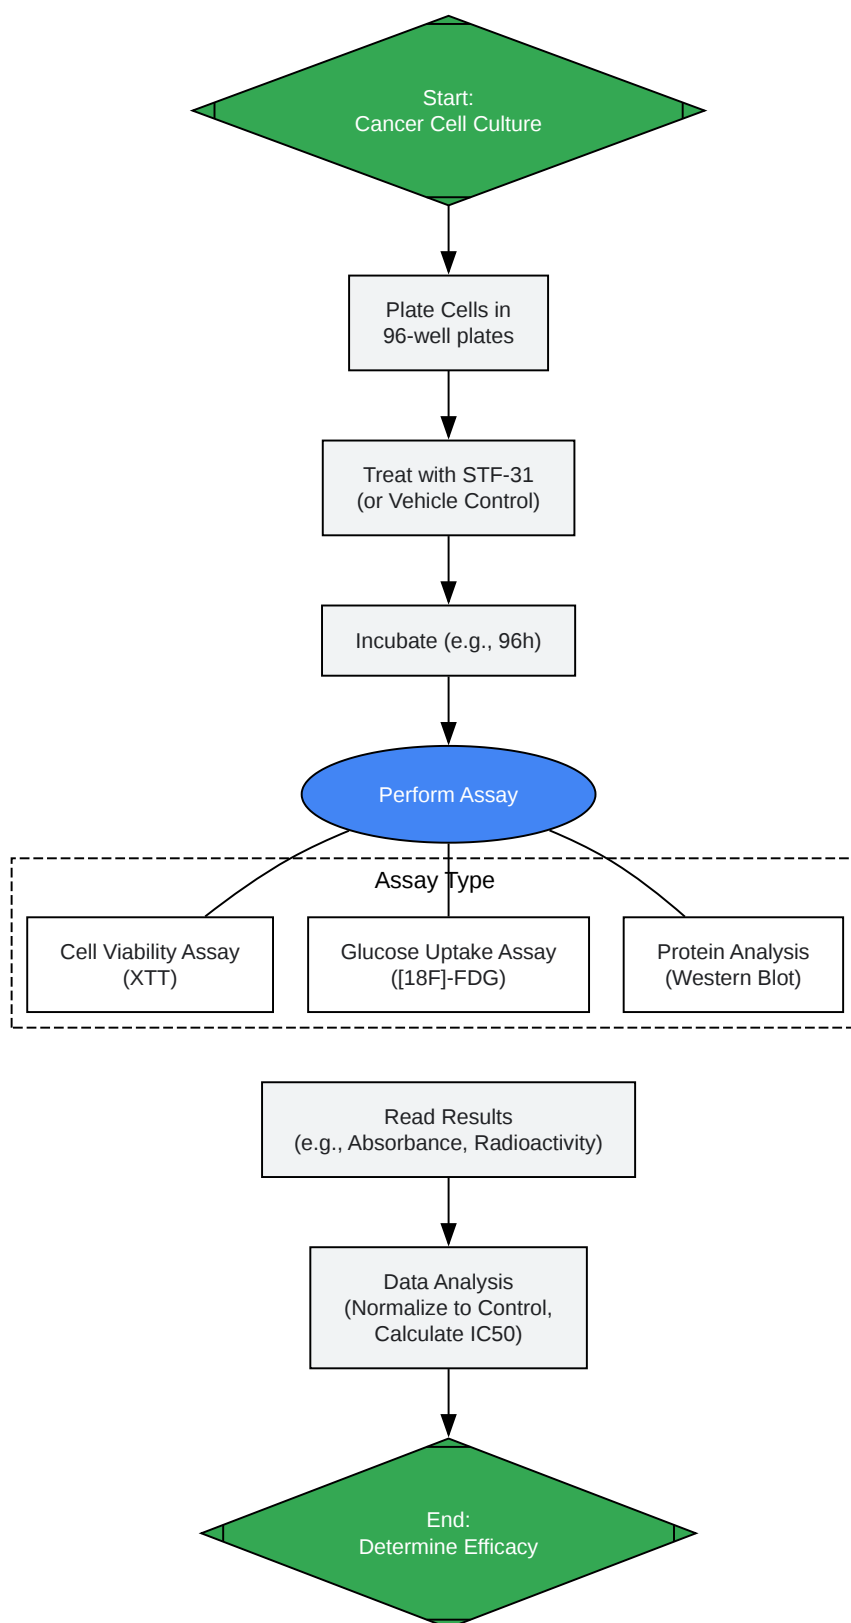 Start:
Cancer Cell Culture
Plate Cells in
96-well plates
Treat with STF-31
(or Vehicle Control)
Incubate (e.g., 96h)
Perform Assay
Assay Type
Cell Viability Assay
(XTT)
Glucose Uptake Assay
([18F]-FDG)
Protein Analysis
(Western Blot)
Read Results
(e.g., Absorbance, Radioactivity)
Data Analysis
(Normalize to Control,
Calculate IC50)
End:
Determine Efficacy